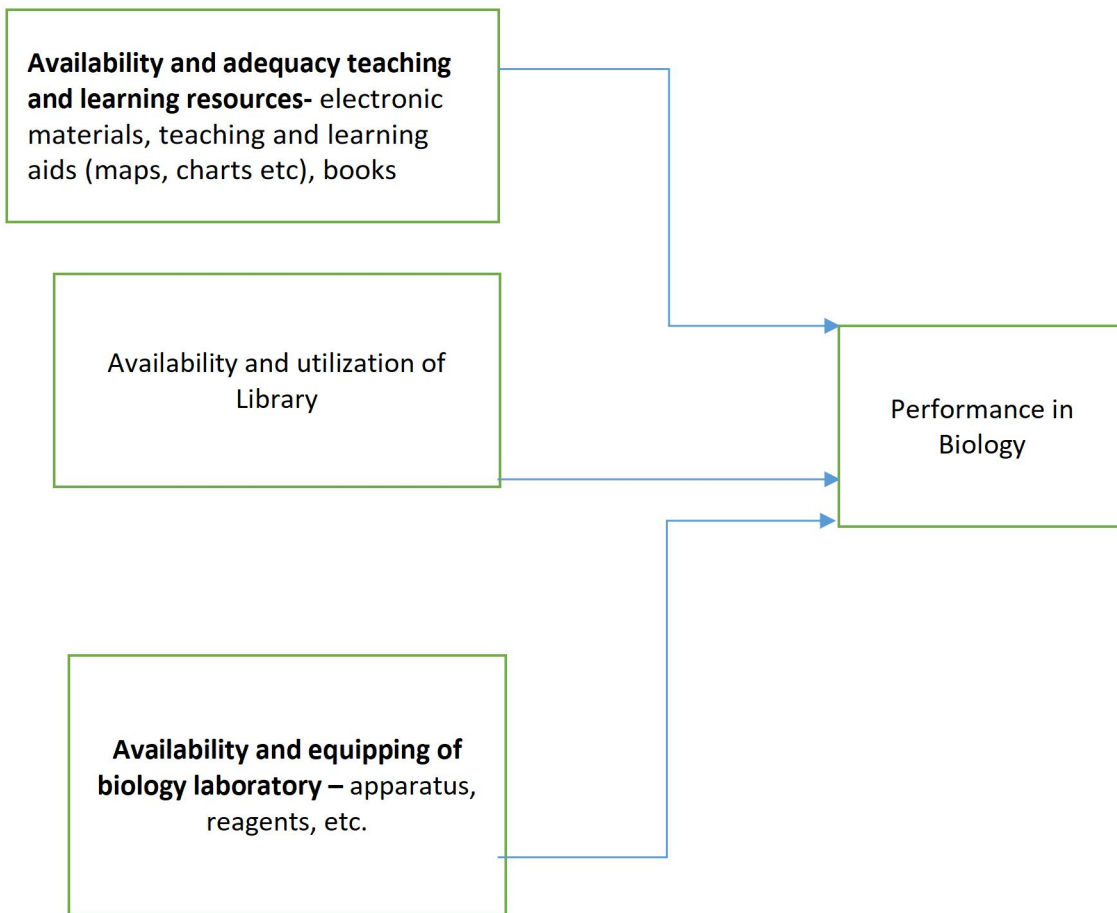 Availability and adequacy teaching
and learning resources- electronic
materials, teaching and learning
aids (maps, charts etc), books
Availability and utilization of
Library
Performance in
Biology
Availability and equipping of
biology laboratory – apparatus,
reagents, etc.